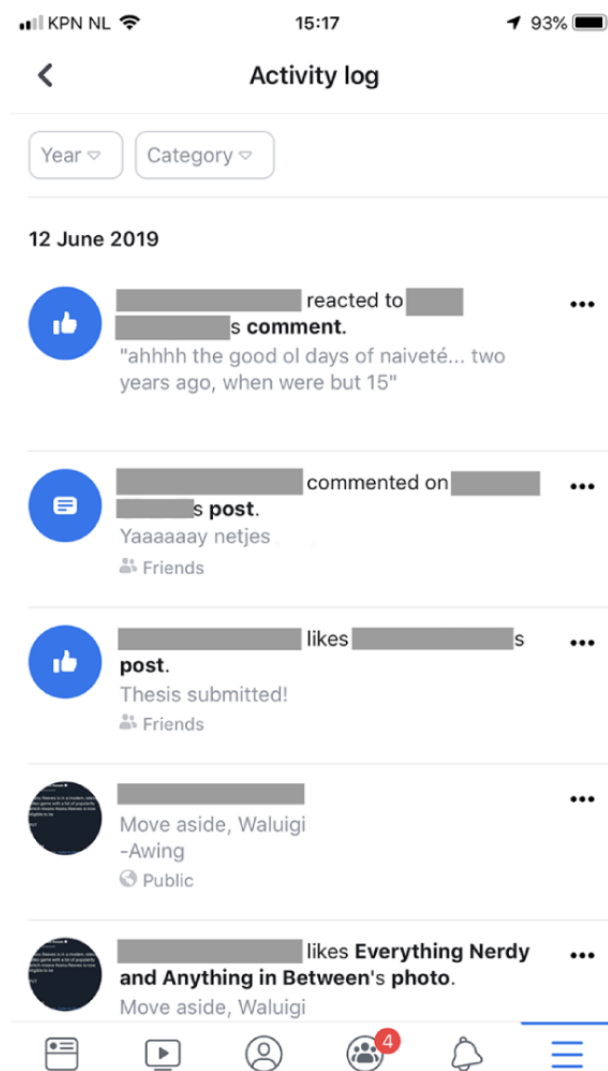 KPN NL 15:17 93%
Activity log
Year Category
12 June 2019
reacted to
s comment.
"ahhhh the good ol days of naiveté... two
years ago, when were but 15"
commented on
s post.
Yaaaaaay netjes
Friends
likes s
post.
Thesis submitted!
Friends
Move aside, Waluigi
-Awing
Public
likes Everything Nerdy
and Anything in Between's photo.
Move aside, Waluigi
4